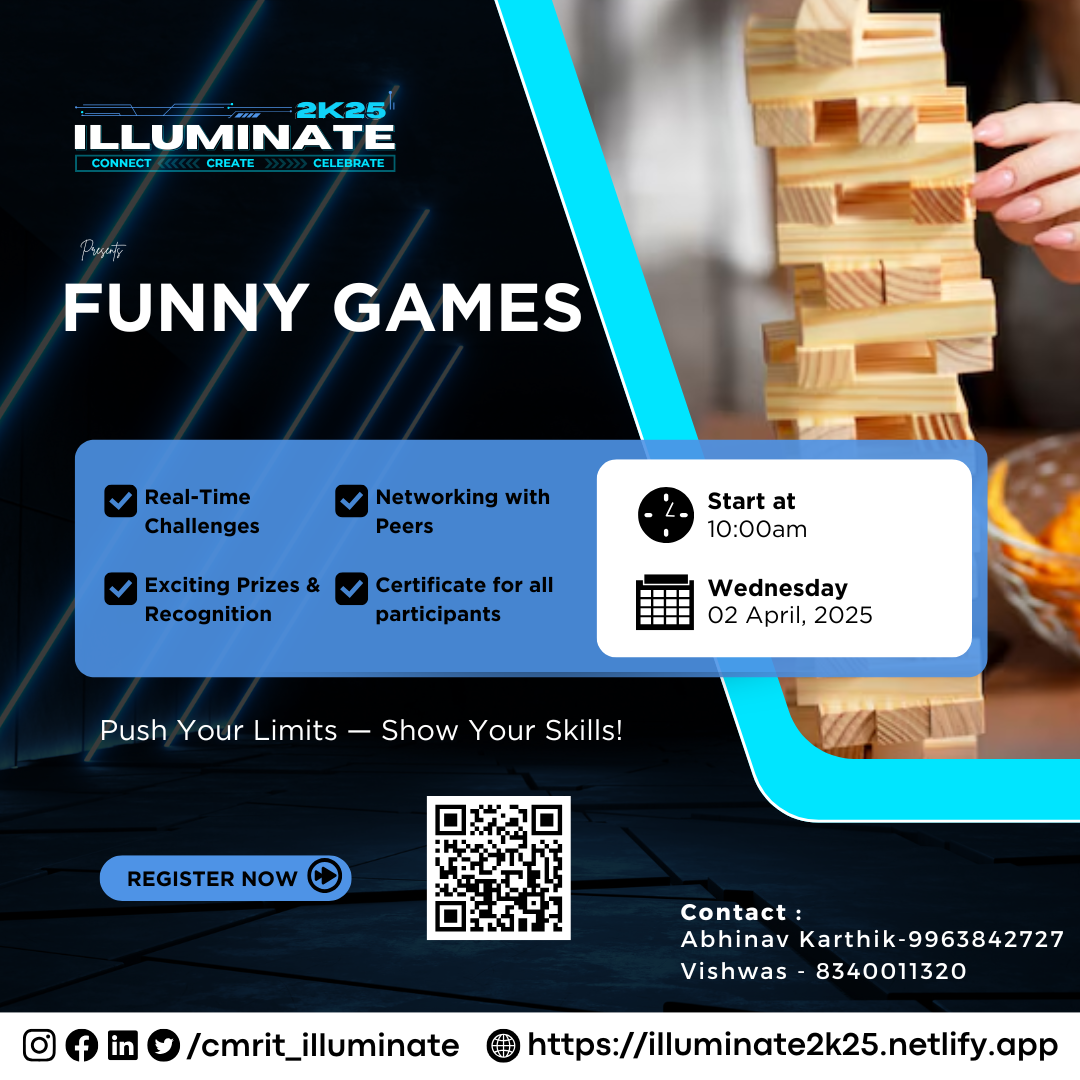 2K25
ILLUMINATE
CONNECT <<<<< CREATE >>>>> CELEBRATE
Presents
FUNNY GAMES
Real-Time
Challenges
Networking with
Peers
Exciting Prizes &
Recognition
Certificate for all
participants
Start at
10:00am
Wednesday
02 April, 2025
Push Your Limits — Show Your Skills!
REGISTER NOW
Contact :
Abhinav Karthik-9963842727
Vishwas - 8340011320
/cmrit_illuminate
https://illuminate2k25.netlify.app